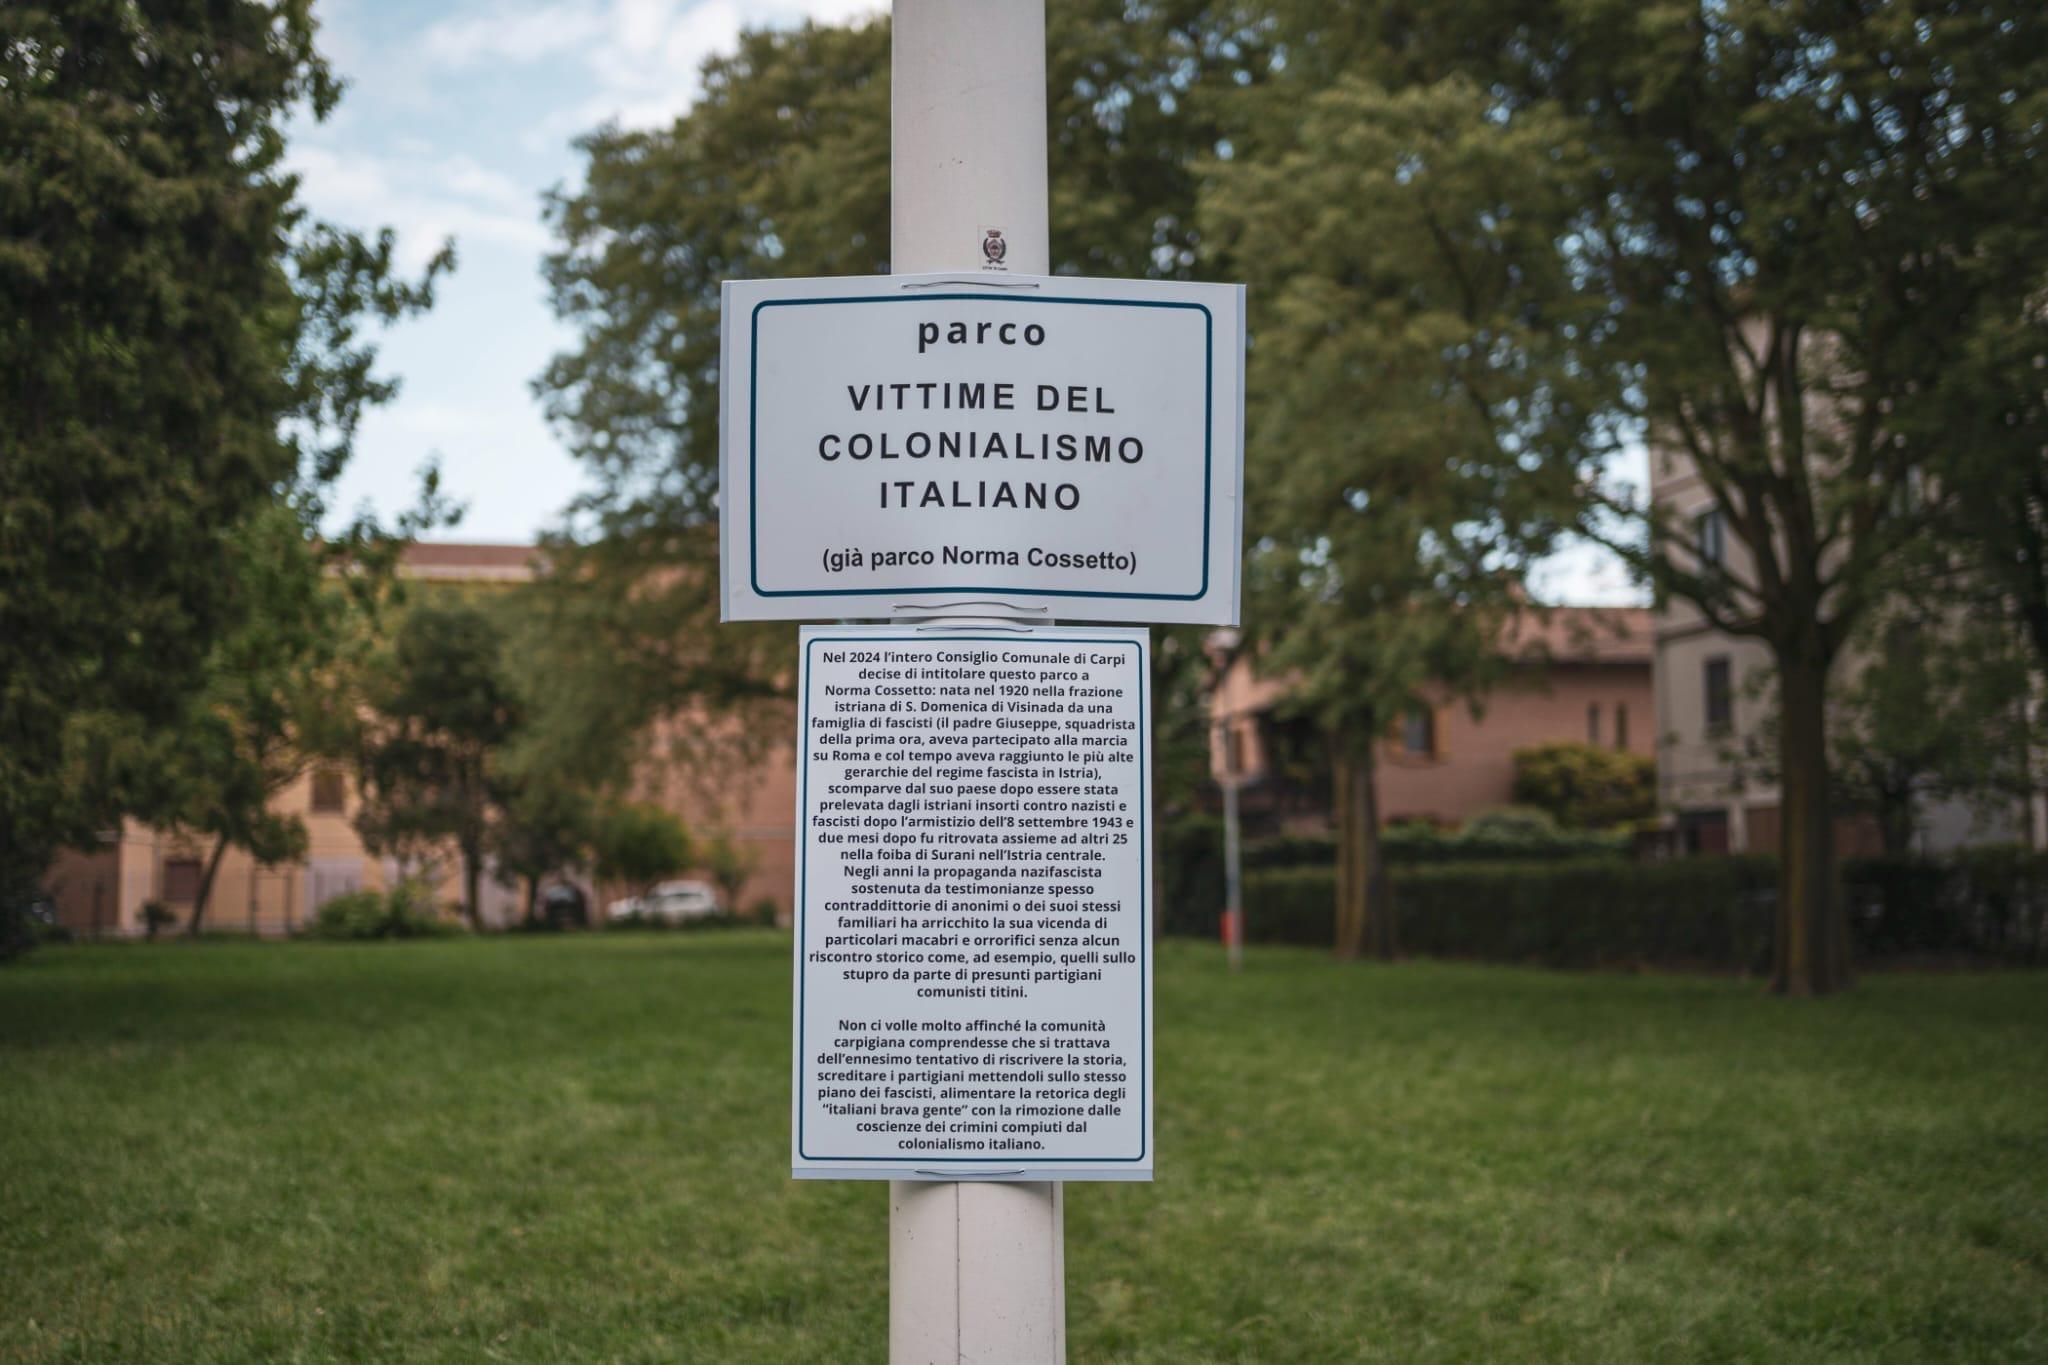 CITTÀ DI CARPI
parco
VITTIME DEL
COLONIALISMO
ITALIANO
(già parco Norma Cossetto)
Nel 2024 l’intero Consiglio Comunale di Carpi
decise di intitolare questo parco a
Norma Cossetto: nata nel 1920 nella frazione
istriana di S. Domenica di Visinada da una
famiglia di fascisti (il padre Giuseppe, squadrista
della prima ora, aveva partecipato alla marcia
su Roma e col tempo aveva raggiunto le più alte
gerarchie del regime fascista in Istria),
scomparve dal suo paese dopo essere stata
prelevata dagli istriani insorti contro nazisti e
fascisti dopo l’armistizio dell’8 settembre 1943 e
due mesi dopo fu ritrovata assieme ad altri 25
nella foiba di Surani nell’Istria centrale.
Negli anni la propaganda nazifascista
sostenuta da testimonianze spesso
contraddittorie di anonimi o dei suoi stessi
familiari ha arricchito la sua vicenda di
particolari macabri e orrorifici senza alcun
riscontro storico come, ad esempio, quelli sullo
stupro da parte di presunti partigiani
comunisti titini.
Non ci volle molto affinché la comunità
carpigiana comprendesse che si trattava
dell’ennesimo tentativo di riscrivere la storia,
screditare i partigiani mettendoli sullo stesso
piano dei fascisti, alimentare la retorica degli
“italiani brava gente” con la rimozione dalle
coscienze dei crimini compiuti dal
colonialismo italiano.